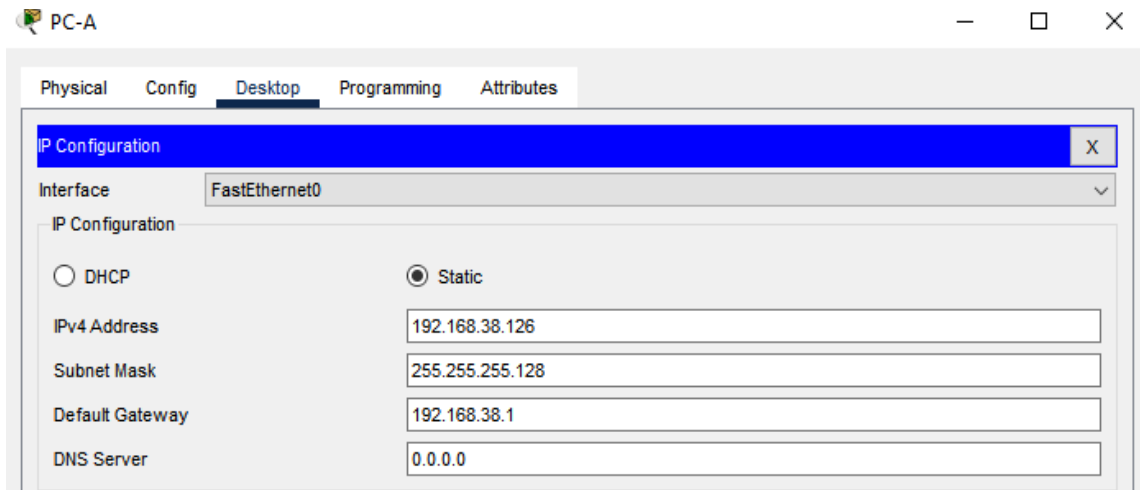 PC-A
Physical Config Desktop Programming Attributes
IP Configuration X
Interface FastEthernet0
IP Configuration
DHCP Static
IPv4 Address 192.168.38.126
Subnet Mask 255.255.255.128
Default Gateway 192.168.38.1
DNS Server 0.0.0.0